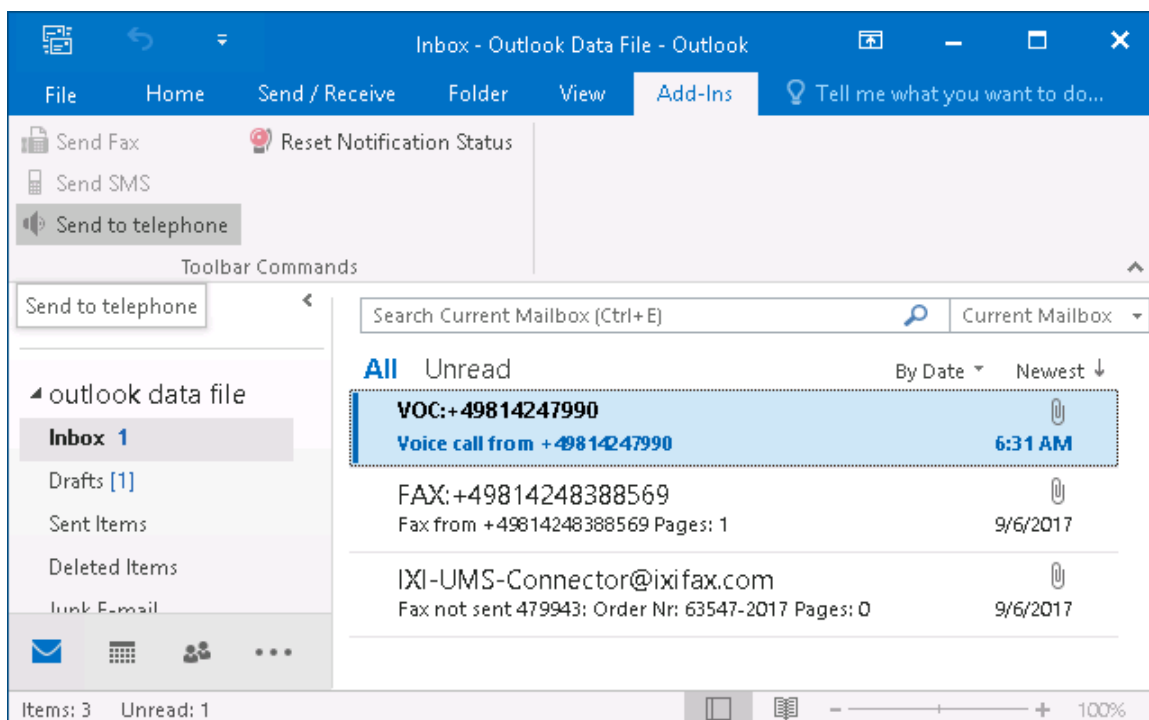 Inbox - Outlook Data File - Outlook
File Home Send / Receive Folder View Add-Ins Tell me what you want to do...
Send Fax Reset Notification Status
Send SMS
Send to telephone
Toolbar Commands
Send to telephone
Search Current Mailbox (Ctrl+E) Current Mailbox
All Unread By Date Newest
outlook data file
Inbox 1
Drafts [1]
Sent Items
Deleted Items
Junk E-mail
VOC:+49814247990
Voice call from +49814247990 6:31 AM
FAX:+49814248388569
Fax from +49814248388569 Pages: 1 9/6/2017
IXI-UMS-Connector@ixifax.com
Fax not sent 479943: Order Nr: 63547-2017 Pages: 0 9/6/2017
Items: 3 Unread: 1 100%